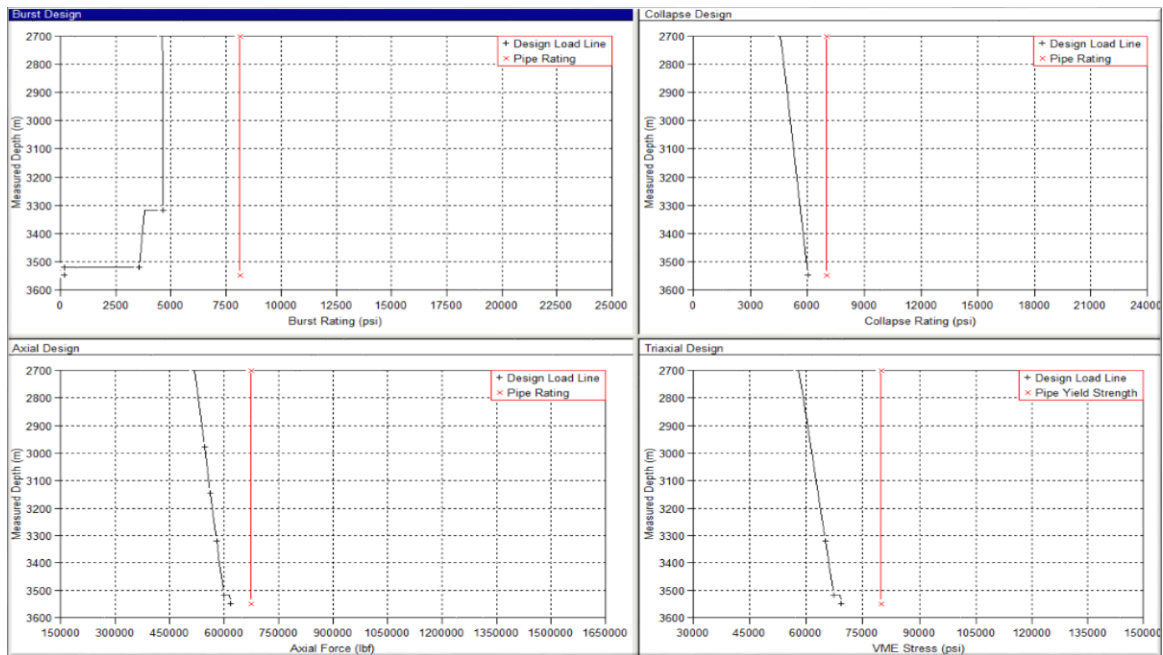 Burst Design
Measured Depth (m)
2700
2800
2900
3000
3100
3200
3300
3400
3500
3600
+ Design Load Line
× Pipe Rating
0 2500 5000 7500 10000 12500 15000 17500 20000 22500 25000
Burst Rating (psi)
Collapse Design
Measured Depth (m)
2700
2800
2900
3000
3100
3200
3300
3400
3500
3600
+ Design Load Line
× Pipe Rating
0 3000 6000 9000 12000 15000 18000 21000 24000
Collapse Rating (psi)
Axial Design
Measured Depth (m)
2700
2800
2900
3000
3100
3200
3300
3400
3500
3600
+ Design Load Line
× Pipe Rating
150000 300000 450000 600000 750000 900000 1050000 1200000 1350000 1500000 1650000
Axial Force (lbf)
Triaxial Design
Measured Depth (m)
2700
2800
2900
3000
3100
3200
3300
3400
3500
3600
+ Design Load Line
× Pipe Yield Strength
30000 45000 60000 75000 90000 105000 120000 135000 150000
VME Stress (psi)